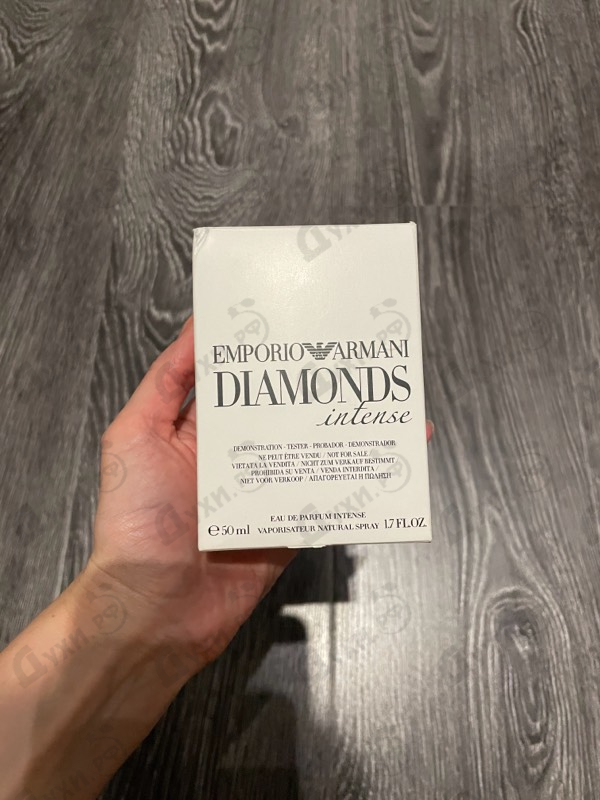 EMPORIO ARMANI
DIAMONDS
intense
DEMONSTRATION - TESTER - PROBADOR - DEMONSTRADOR
NE PEUT ÊTRE VENDU / NOT FOR SALE
VIETATA LA VENDITA / NICHT ZUM VERKAUF BESTIMMT
PROHIBIDA SU VENTA / VENDA INTERDITA
NIET VOOR VERKOOP / ΑΠΑΓΟΡΕΥΕΤΑΙ Η ΠΩΛΗΣΗ
EAU DE PARFUM INTENSE
℮ 50 ml VAPORISATEUR NATURAL SPRAY 1.7 FL.OZ.
Духи.рф